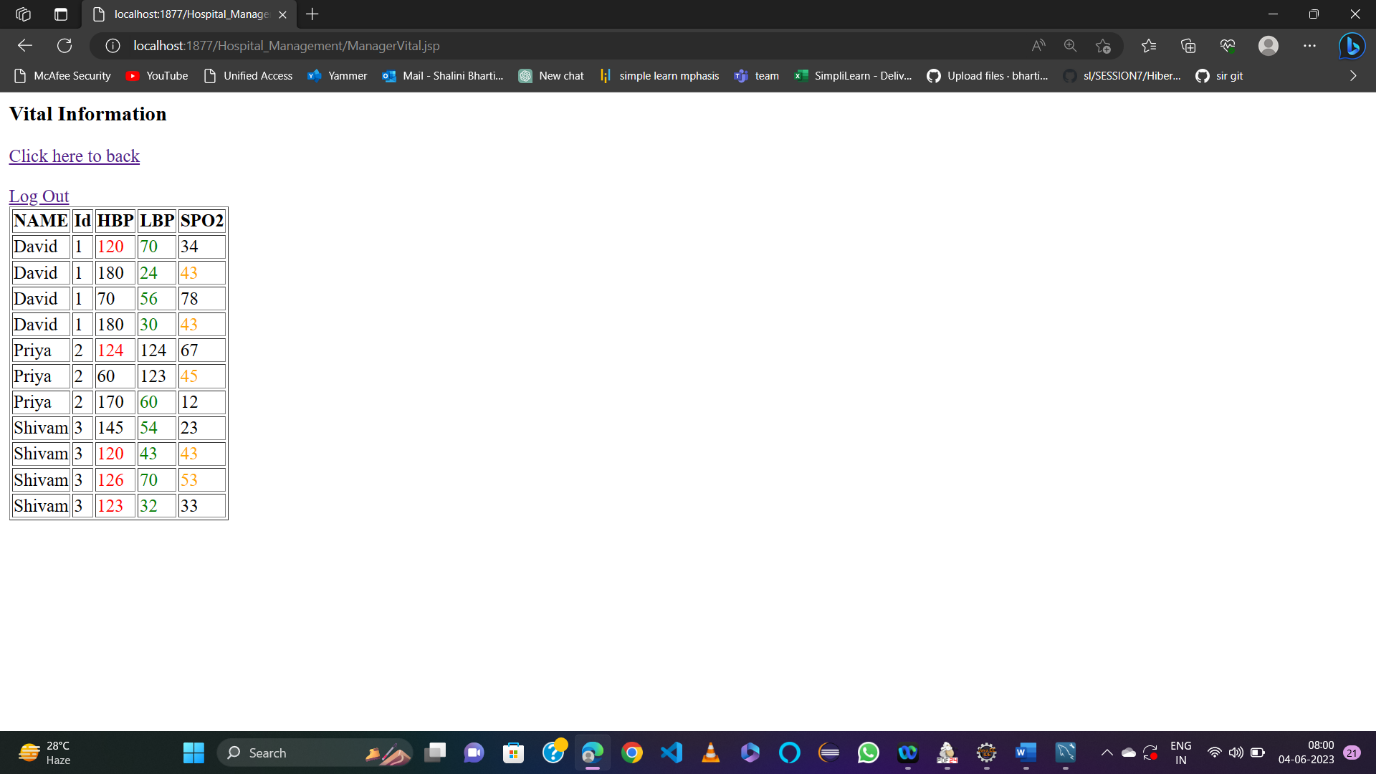 localhost:1877/Hospital_Manage
localhost:1877/Hospital_Management/ManagerVital.jsp
McAfee Security YouTube Unified Access Yammer Mail - Shalini Bharti... New chat simple learn mphasis team SimpliLearn - Deliv... Upload files · bharti... sl/SESSION7/Hiber... sir git
Vital Information
Click here to back
Log Out
NAME Id HBP LBP SPO2
David 1 120 70 34
David 1 180 24 43
David 1 70 56 78
David 1 180 30 43
Priya 2 124 124 67
Priya 2 60 123 45
Priya 2 170 60 12
Shivam 3 145 54 23
Shivam 3 120 43 43
Shivam 3 126 70 53
Shivam 3 123 32 33
28°C
Haze
Search
ENG
IN
08:00
04-06-2023
21